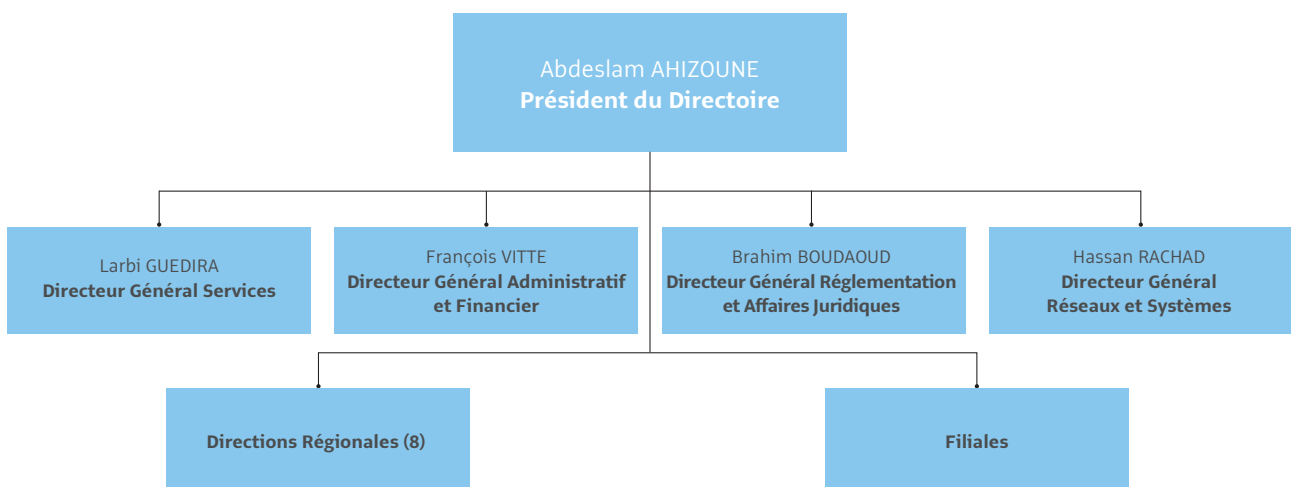 Abdeslam AHIZOUNE
Président du Directoire
Larbi GUEDIRA
Directeur Général Services
François VITTE
Directeur Général Administratif
et Financier
Brahim BOUDAOUD
Directeur Général Réglementation
et Affaires Juridiques
Hassan RACHAD
Directeur Général
Réseaux et Systèmes
Directions Régionales (8)
Filiales